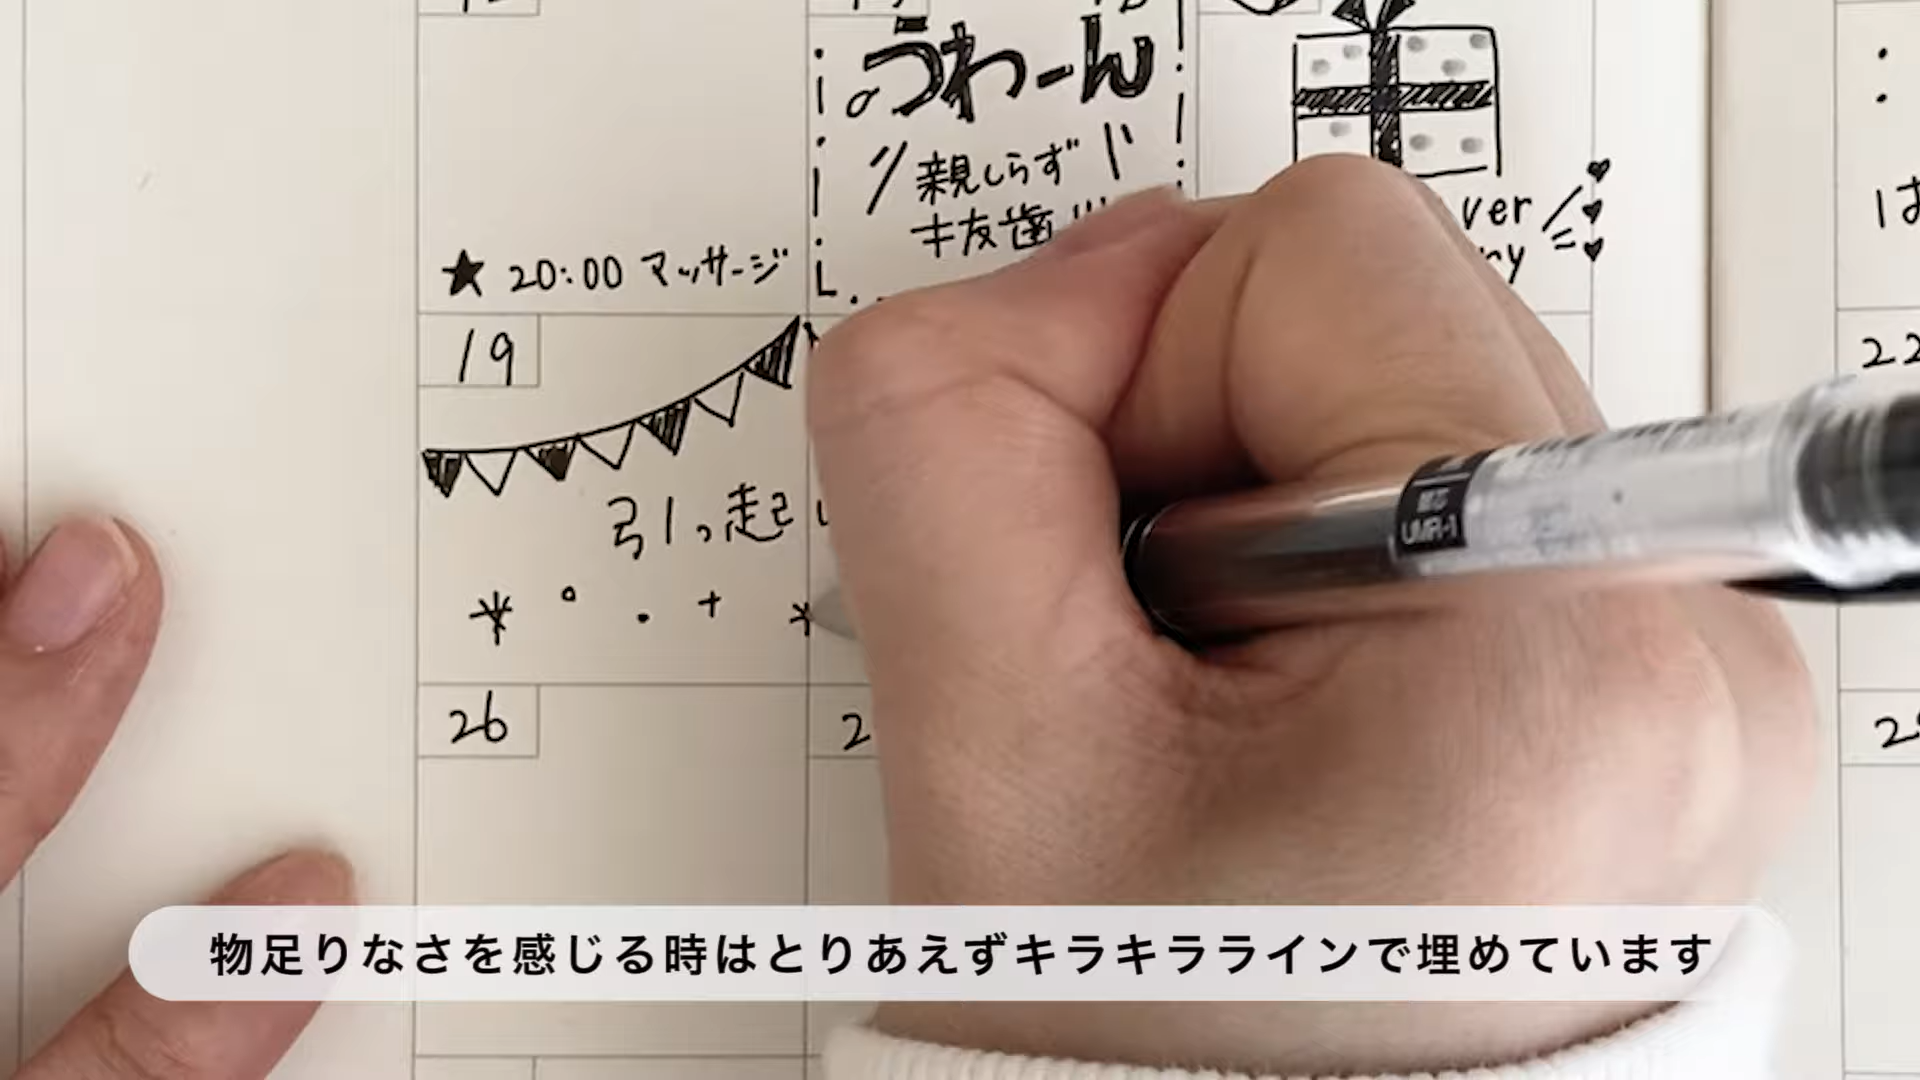 うわーん
親しらず
抜歯
ver
★ 20:00 マッサージ
19
22
引っ越し
26
2
UMR-1
物足りなさを感じる時はとりあえずキラキララインで埋めています